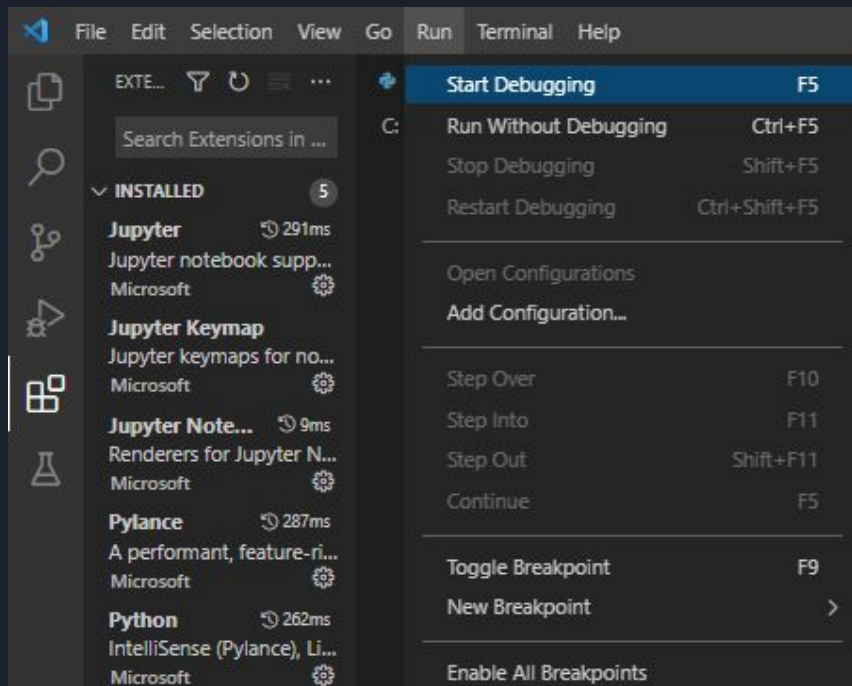 File Edit Selection View Go Run Terminal Help
EXTE...
Search Extensions in ...
INSTALLED 5
Jupyter 291ms
Jupyter notebook supp...
Microsoft
Jupyter Keymap
Jupyter keymaps for no...
Microsoft
Jupyter Note... 9ms
Renderers for Jupyter N...
Microsoft
Pylance 287ms
A performant, feature-ri...
Microsoft
Python 262ms
IntelliSense (Pylance), Li...
Microsoft
C:
Start Debugging F5
Run Without Debugging Ctrl+F5
Stop Debugging Shift+F5
Restart Debugging Ctrl+Shift+F5
Open Configurations
Add Configuration...
Step Over F10
Step Into F11
Step Out Shift+F11
Continue F5
Toggle Breakpoint F9
New Breakpoint >
Enable All Breakpoints